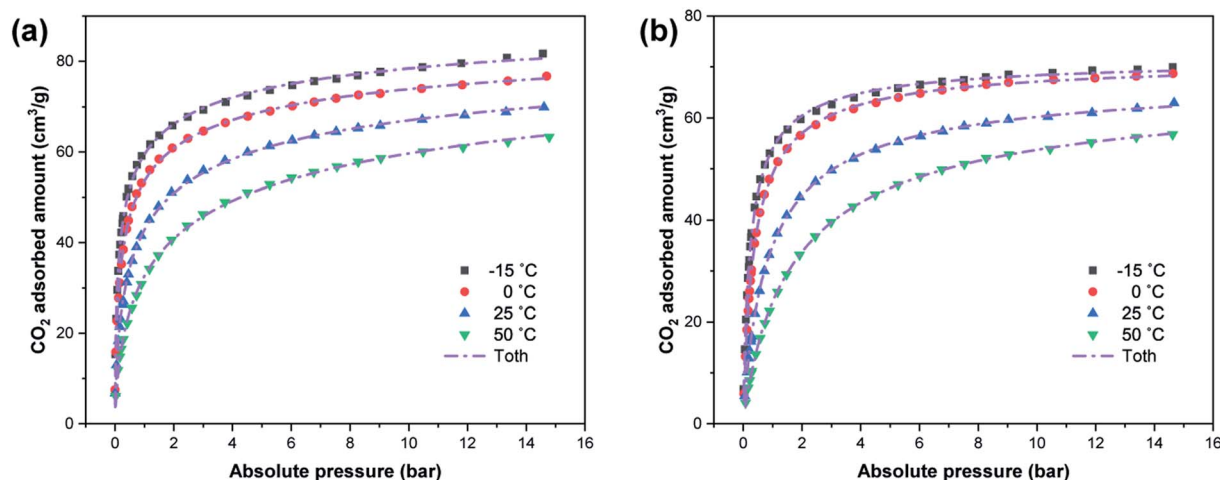 (a)
CO₂ adsorbed amount (cm³/g)
80
60
40
20
0
-15 ˚C
0 ˚C
25 ˚C
50 ˚C
Toth
0 2 4 6 8 10 12 14 16
Absolute pressure (bar)
(b)
CO₂ adsorbed amount (cm³/g)
80
60
40
20
0
-15 ˚C
0 ˚C
25 ˚C
50 ˚C
Toth
0 2 4 6 8 10 12 14 16
Absolute pressure (bar)